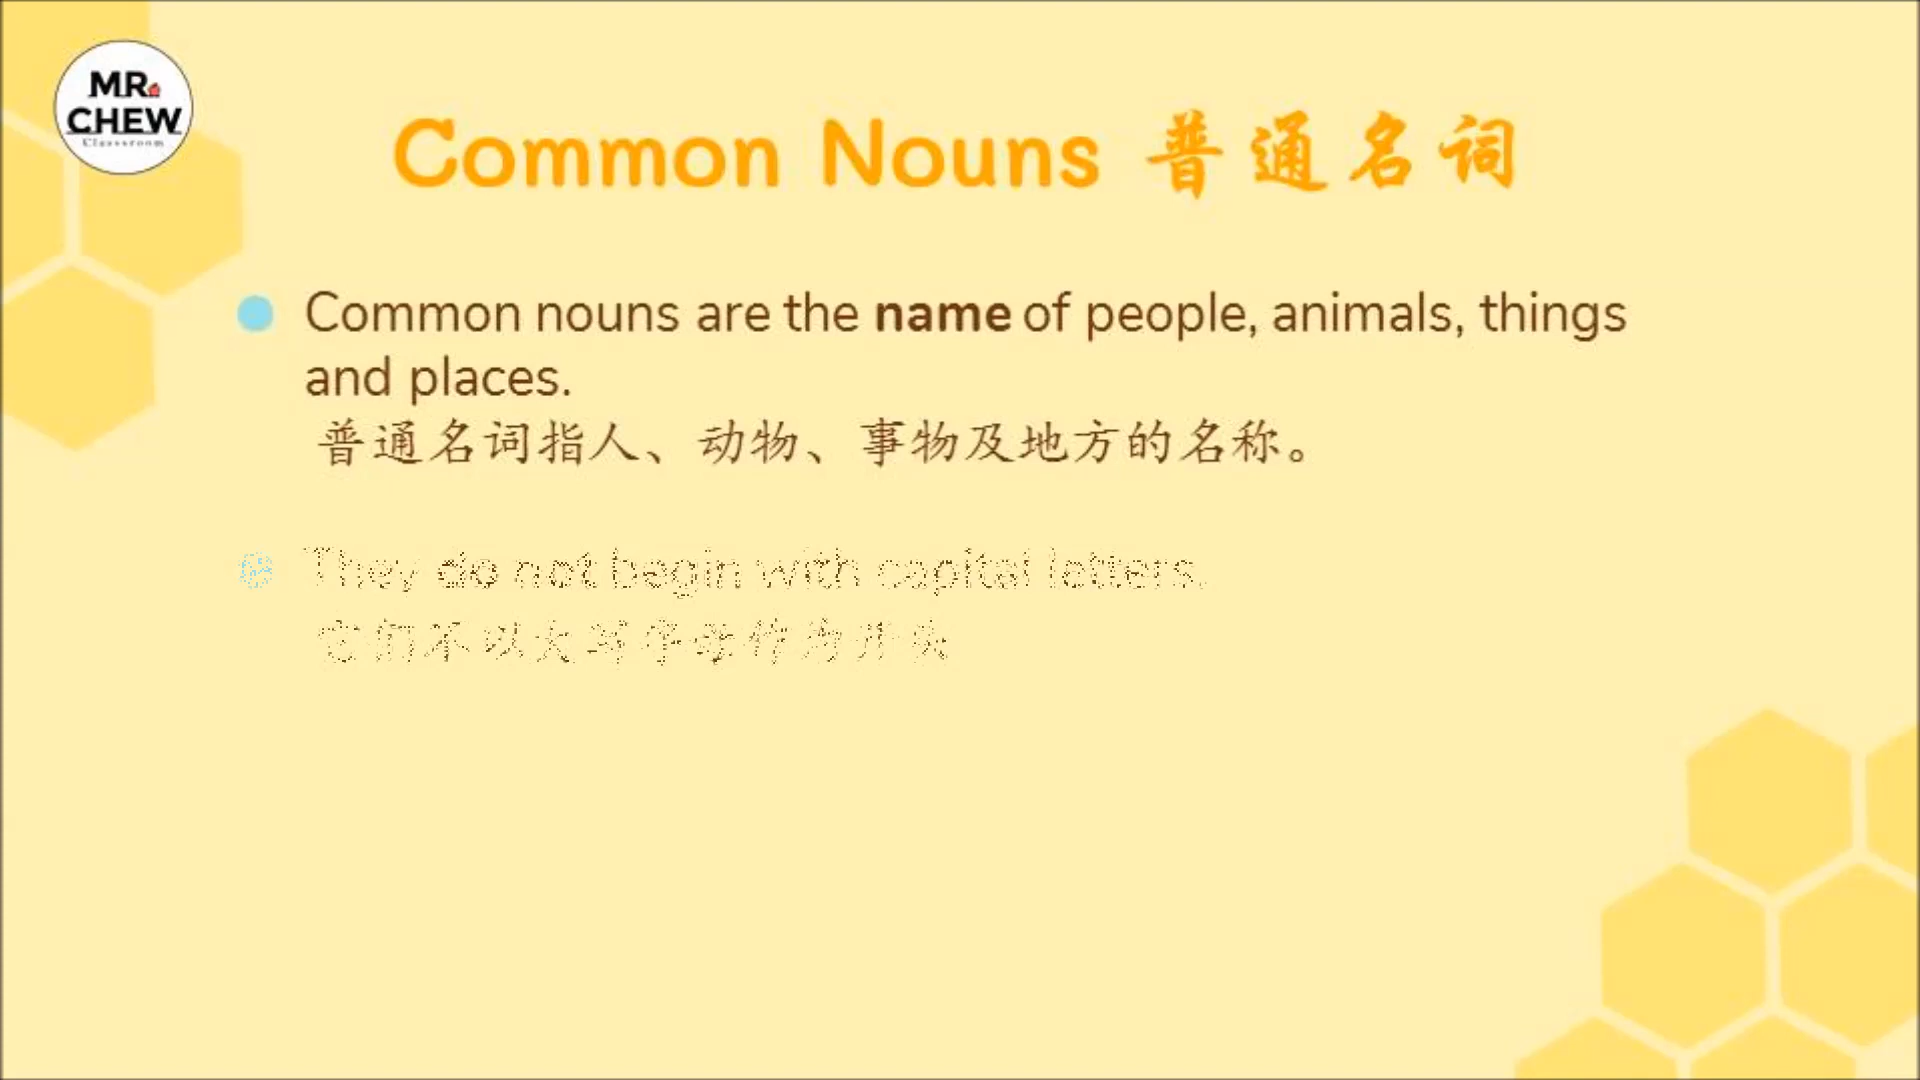 MR.
CHEW
Classroom
Common Nouns 普通名词
Common nouns are the name of people, animals, things
and places.
普通名词指人、动物、事物及地方的名称。
They do not begin with capital letters.
它们不以大写字母作为开头